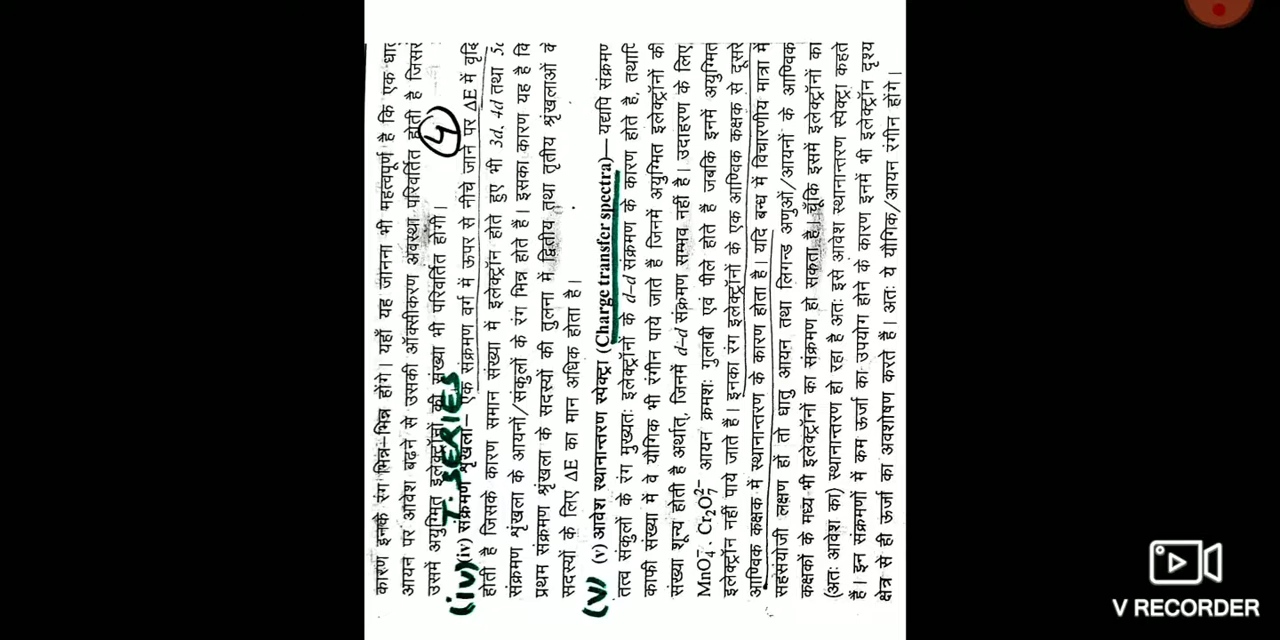 कारण इनके रंग भिन्न-भिन्न होंगे। यहाँ यह जानना भी महत्वपूर्ण है कि एक
आयन पर आवेश बढ़ने से उसकी ऑक्सीकरण अवस्था परिवर्तित होती है
उसमें अयुग्मित इलेक्ट्रॉनों की संख्या भी परिवर्तित होगी।
4
T. SERIES
(iv) (iv) संक्रमण श्रृंखला– एक संक्रमण वर्ग में ऊपर से नीचे जाने पर ΔE में
होती है जिसके कारण समान संख्या में इलेक्ट्रॉन होते हुए भी 3d, 4d तथा
संक्रमण श्रृंखला के आयनों/संकुलों के रंग भिन्न होते हैं। इसका कारण यह है
प्रथम संक्रमण श्रृंखला के सदस्यों की तुलना में द्वितीय तथा तृतीय श्रृंखलाओं
सदस्यों के लिए ΔE का मान अधिक होता है।
(V) (v) आवेश स्थानान्तरण स्पेक्ट्रा (Charge transfer spectra)— यद्यपि संक्रमण
तत्व संकुलों के रंग मुख्यतः इलेक्ट्रॉनों के d–d संक्रमण के कारण होते हैं, तथापि
काफी संख्या में वे यौगिक भी रंगीन पाये जाते हैं जिनमें अयुग्मित इलेक्ट्रॉनों की
संख्या शून्य होती है अर्थात्, जिनमें d–d संक्रमण सम्भव नहीं है। उदाहरण के लिए,
MnO₄⁻, Cr₂O₇²⁻ आयन क्रमशः गुलाबी एवं पीले होते हैं जबकि इनमें अयुग्मित
इलेक्ट्रॉन नहीं पाये जाते हैं। इनका रंग इलेक्ट्रॉनों के एक आण्विक कक्षक से दूसरे
आण्विक कक्षक में स्थानान्तरण के कारण होता है। यदि बन्ध में विचारणीय मात्रा में
सहसंयोजी लक्षण हों तो धातु आयन तथा लिगन्ड अणुओं/आयनों के आण्विक
कक्षकों के मध्य भी इलेक्ट्रॉनों का संक्रमण हो सकता है। चूँकि इसमें इलेक्ट्रॉनों का
(अतः आवेश का) स्थानान्तरण हो रहा है अतः इसे आवेश स्थानान्तरण स्पेक्ट्रा कहते
हैं। इन संक्रमणों में कम ऊर्जा का उपयोग होने के कारण इनमें भी इलेक्ट्रॉन दृश्य
क्षेत्र से ही ऊर्जा का अवशोषण करते हैं। अतः ये यौगिक/आयन रंगीन होंगे।
V RECORDER